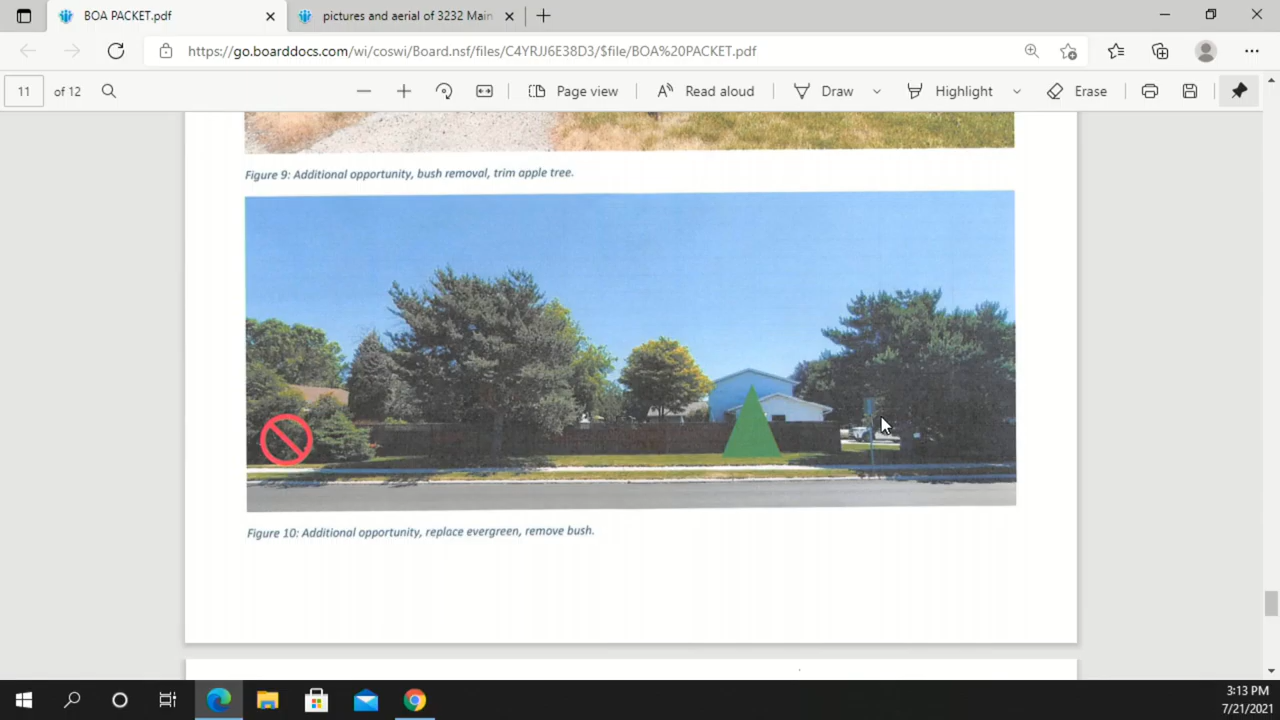 BOA PACKET.pdf
pictures and aerial of 3232 Main
https://go.boarddocs.com/wi/coswi/Board.nsf/files/C4YRJJ6E38D3/$file/BOA%20PACKET.pdf
11 of 12
Page view
Read aloud
Draw
Highlight
Erase
Figure 9: Additional opportunity, bush removal, trim apple tree.
Figure 10: Additional opportunity, replace evergreen, remove bush.
3:13 PM
7/21/2021